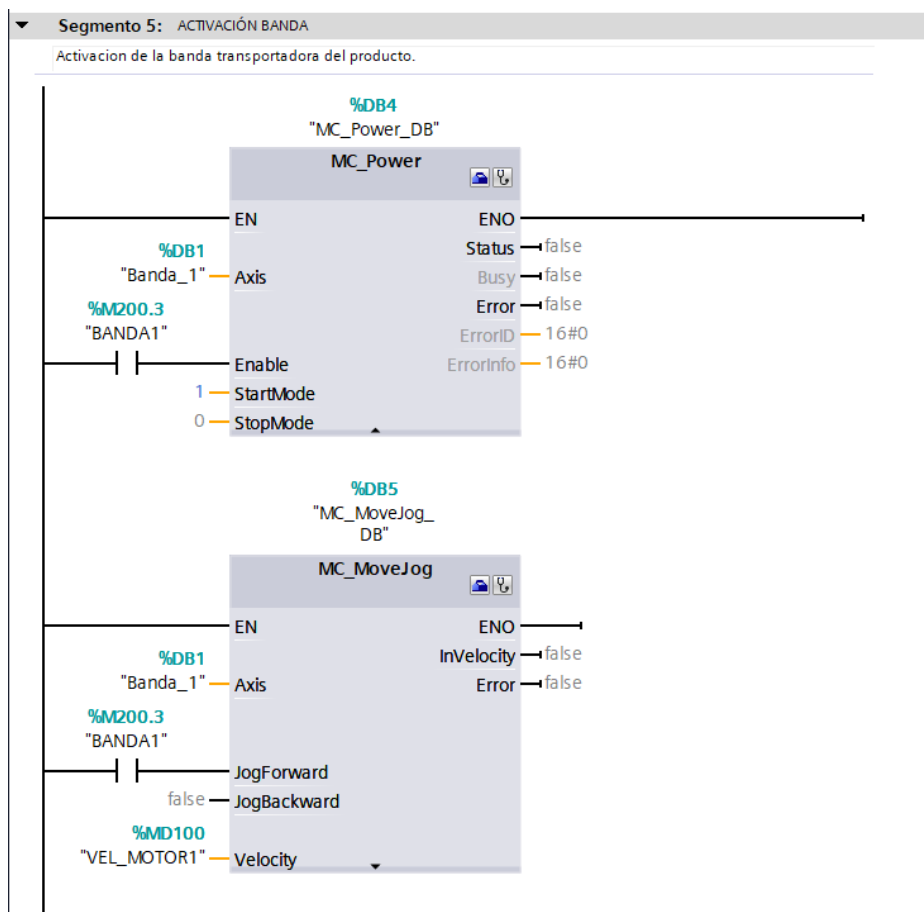 Segmento 5: ACTIVACIÓN BANDA
Activacion de la banda transportadora del producto.
%DB4
"MC_Power_DB"
MC_Power
EN ENO
Status false
%DB1
"Banda_1" Axis Busy false
%M200.3 Error false
"BANDA1" ErrorID 16#0
Enable ErrorInfo 16#0
1 StartMode
0 StopMode
%DB5
"MC_MoveJog_
DB"
MC_MoveJog
EN ENO
%DB1 InVelocity false
"Banda_1" Axis Error false
%M200.3
"BANDA1"
JogForward
false JogBackward
%MD100
"VEL_MOTOR1" Velocity